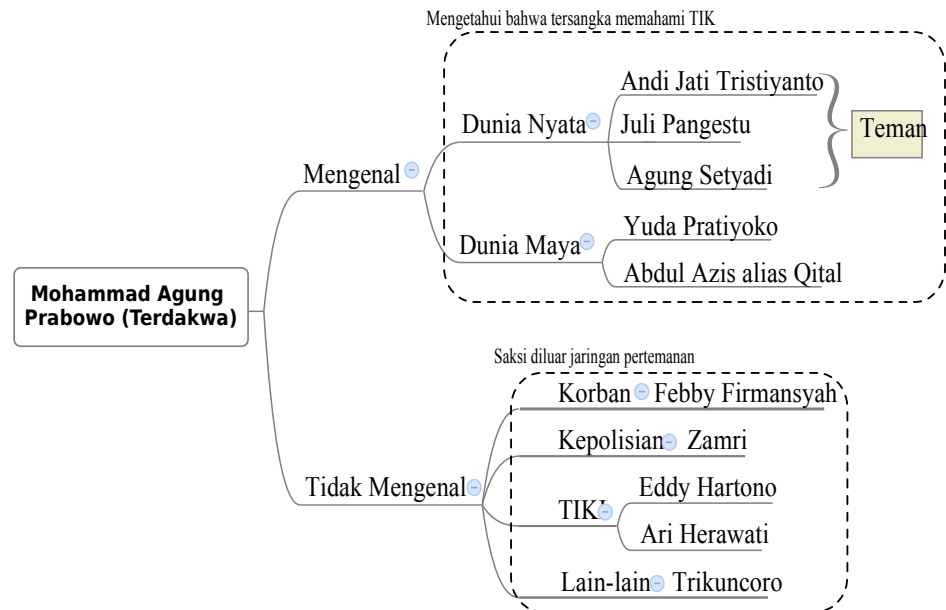 Mengetahui bahwa tersangka memahami TIK
Andi Jati Tristiyanto
Dunia Nyata
Juli Pangestu
Teman
Agung Setyadi
Mengenal
Yuda Pratiyoko
Dunia Maya
Abdul Azis alias Qital
Mohammad Agung
Prabowo (Terdakwa)
Saksi diluar jaringan pertemanan
Korban
Febby Firmansyah
Kepolisian
Zamri
Tidak Mengenal
Eddy Hartono
TIKI
Ari Herawati
Lain-lain
Trikuncoro